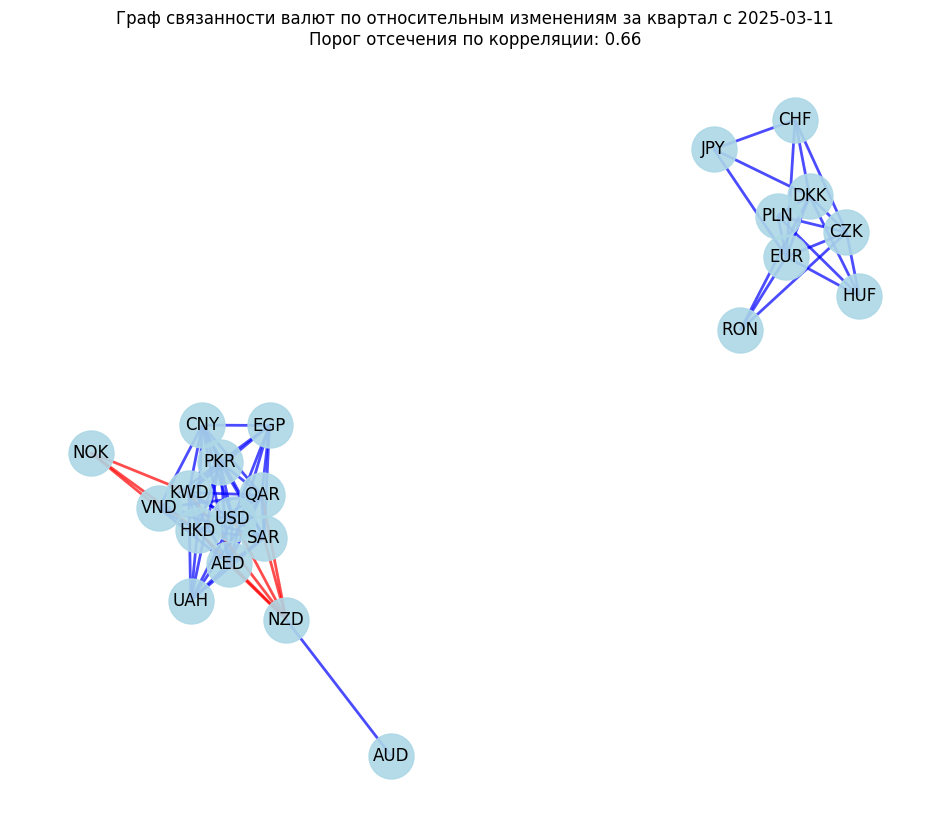 Граф связанности валют по относительным изменениям за квартал с 2025-03-11
Порог отсечения по корреляции: 0.66
CHF
JPY
DKK
PLN
CZK
EUR
HUF
RON
CNY
EGP
NOK
PKR
KWD
QAR
VND
USD
HKD
SAR
AED
UAH
NZD
AUD